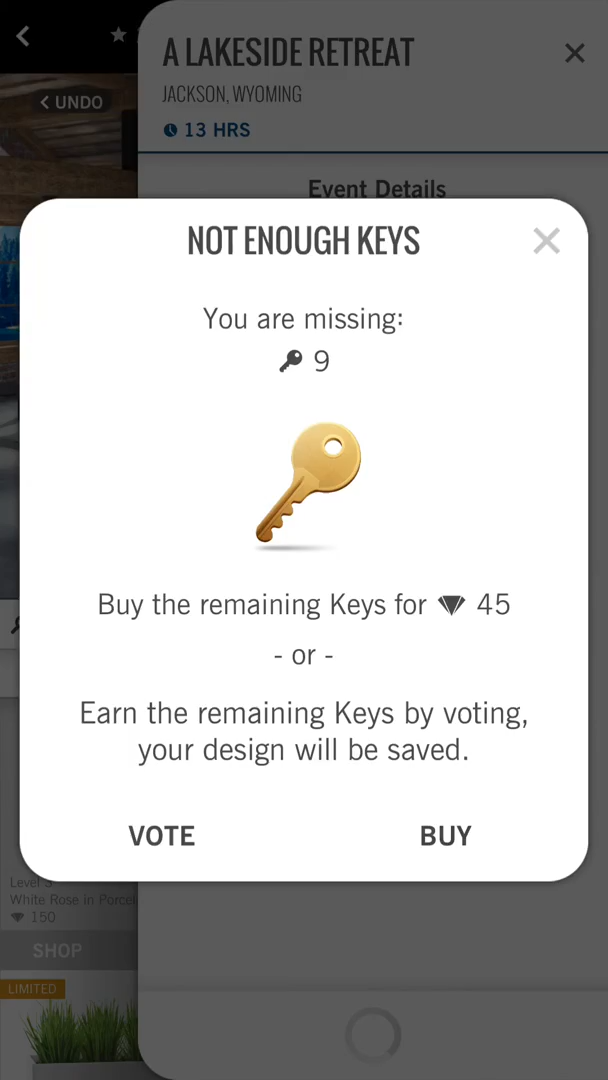 A LAKESIDE RETREAT
JACKSON, WYOMING
13 HRS
UNDO
Event Details
NOT ENOUGH KEYS
You are missing:
9
Buy the remaining Keys for 45
- or -
Earn the remaining Keys by voting,
your design will be saved.
VOTE
BUY
White Rose in Porcel
150
SHOP
LIMITED